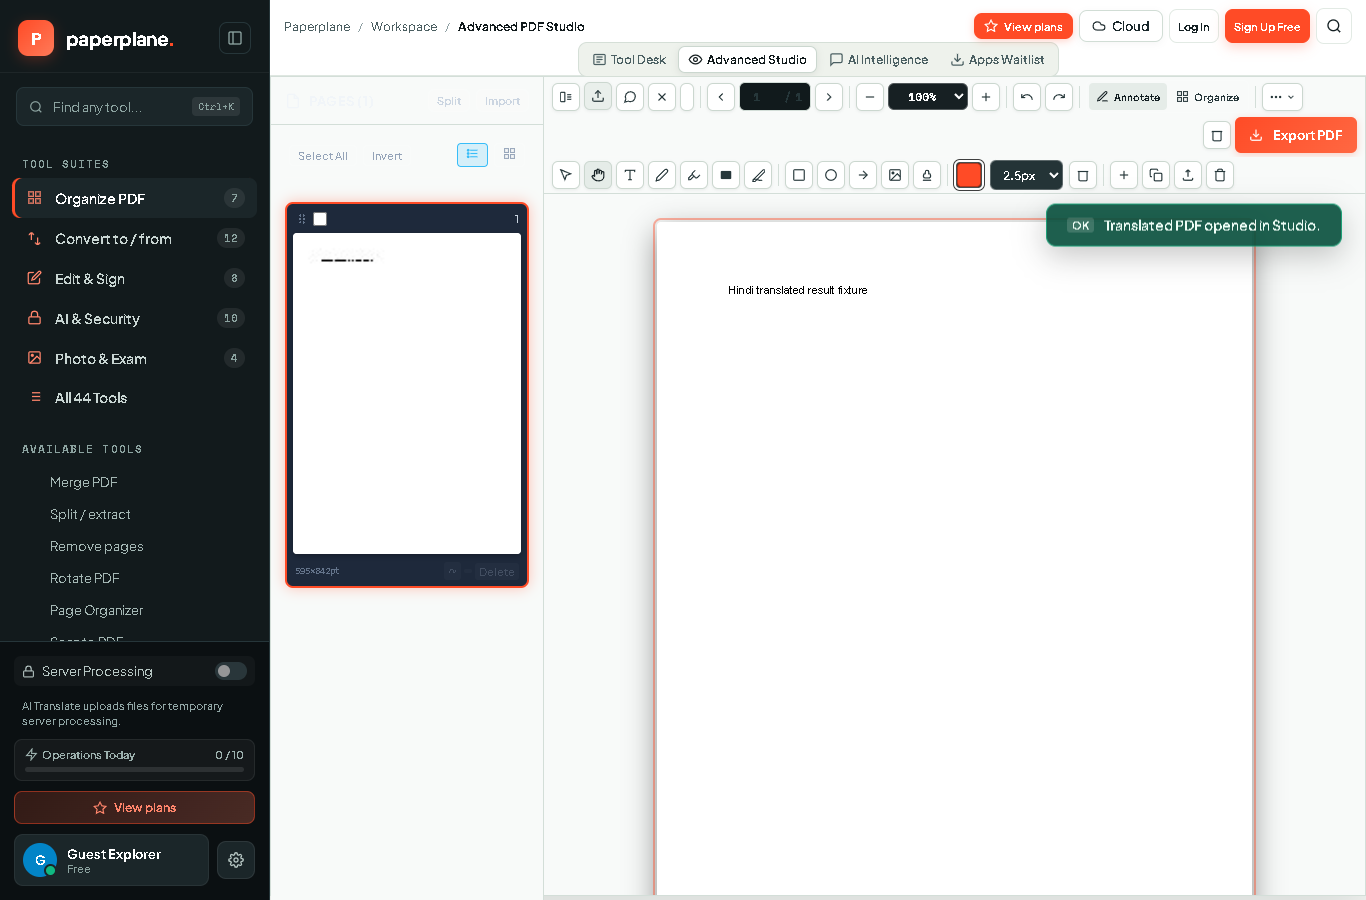 P paperplane.
Find any tool... Ctrl+K
TOOL SUITES
Organize PDF 7
Convert to / from 12
Edit & Sign 8
AI & Security 10
Photo & Exam 4
All 44 Tools
AVAILABLE TOOLS
Merge PDF
Split / extract
Remove pages
Rotate PDF
Page Organizer
Server Processing
AI Translate uploads files for temporary
server processing.
Operations Today 0 / 10
View plans
G Guest Explorer
Free
Paperplane / Workspace / Advanced PDF Studio
View plans Cloud Log In Sign Up Free
Tool Desk Advanced Studio AI Intelligence Apps Waitlist
PAGES (1) Split Import
Select All Invert
1
595×842pt Delete
1 / 1 100% Annotate Organize
Export PDF
2.5px
OK Translated PDF opened in Studio.
Hindi translated result fixture